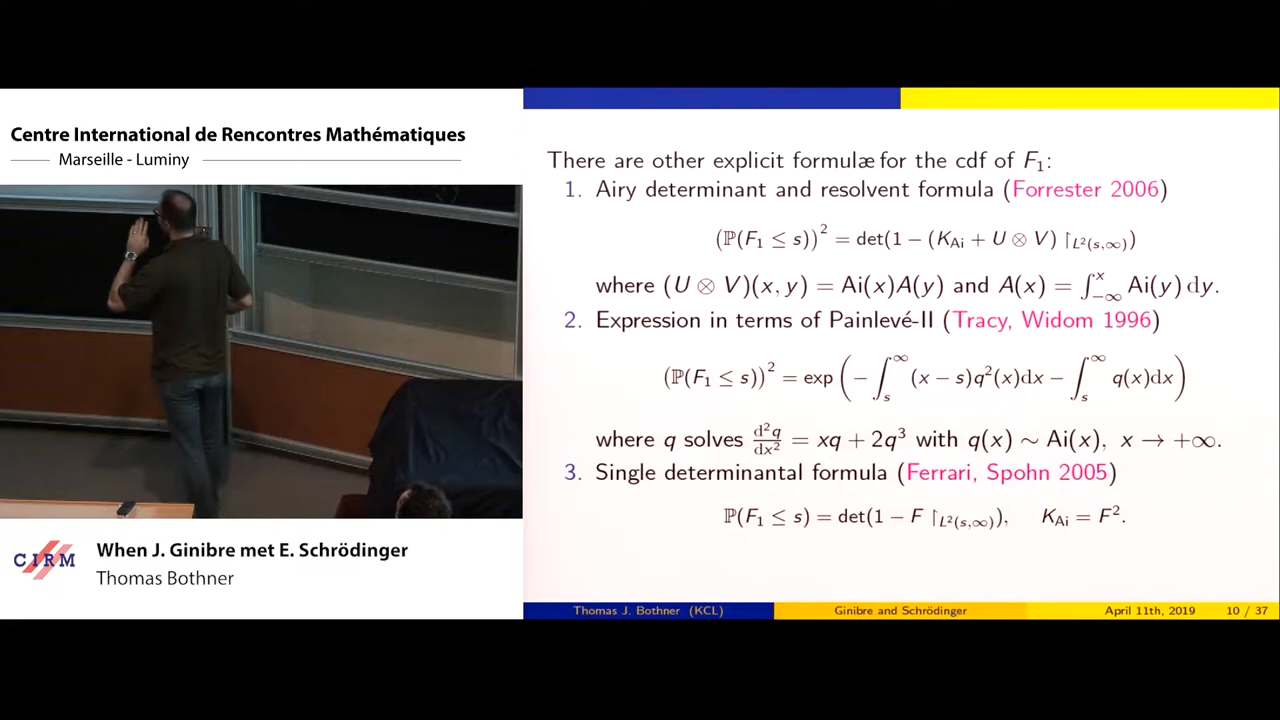 Centre International de Rencontres Mathématiques
Marseille - Luminy
CIRM
When J. Ginibre met E. Schrödinger
Thomas Bothner
There are other explicit formulæ for the cdf of F₁:
1. Airy determinant and resolvent formula (Forrester 2006)
(ℙ(F₁ ≤ s))² = det(1 − (K_Ai + U ⊗ V) ↾_{L²(s,∞)})
where (U ⊗ V)(x, y) = Ai(x)A(y) and A(x) = ∫_{−∞}^{x} Ai(y) dy.
2. Expression in terms of Painlevé-II (Tracy, Widom 1996)
(ℙ(F₁ ≤ s))² = exp(− ∫_s^∞ (x − s)q²(x)dx − ∫_s^∞ q(x)dx)
where q solves d²q/dx² = xq + 2q³ with q(x) ∼ Ai(x), x → +∞.
3. Single determinantal formula (Ferrari, Spohn 2005)
ℙ(F₁ ≤ s) = det(1 − F ↾_{L²(s,∞)}), K_Ai = F².
Thomas J. Bothner (KCL) Ginibre and Schrödinger April 11th, 2019 10 / 37